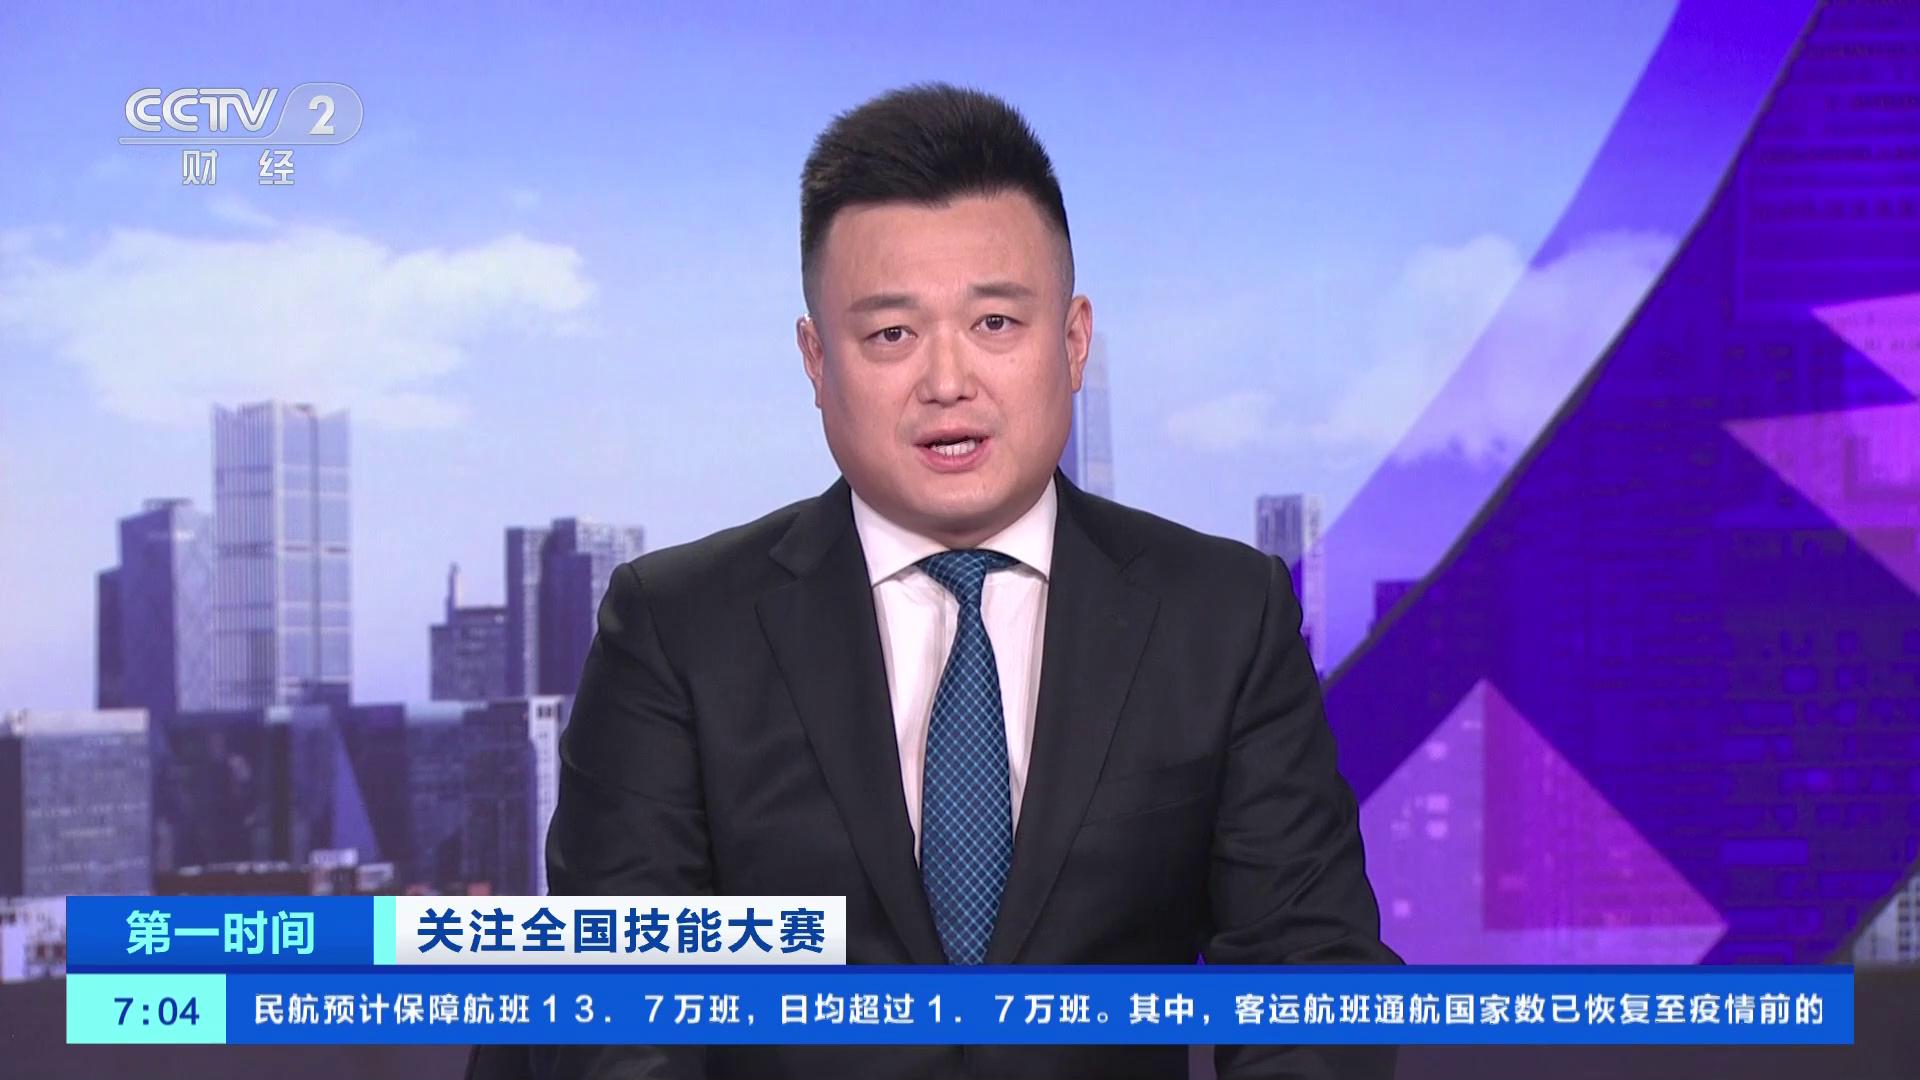 CCTV 2
财 经
第一时间
关注全国技能大赛
7:04
民航预计保障航班１３．７万班，日均超过１．７万班。其中，客运航班通航国家数已恢复至疫情前的